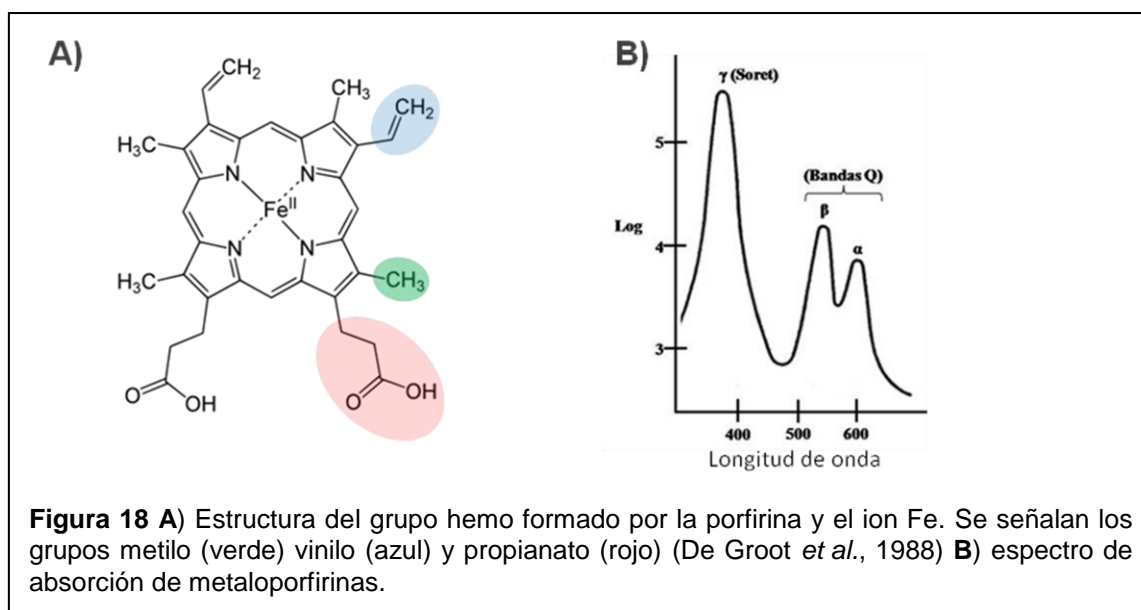 A)
CH₂
CH₃
CH₂
H₃C
N
N
Feᴵᴵ
N
N
H₃C
CH₃
O
OH
O
OH
B)
γ (Soret)
5
(Bandas Q)
β
Log
4
α
3
400 500 600
Longitud de onda
Figura 18 A) Estructura del grupo hemo formado por la porfirina y el ion Fe. Se señalan los
grupos metilo (verde) vinilo (azul) y propianato (rojo) (De Groot et al., 1988) B) espectro de
absorción de metaloporfirinas.